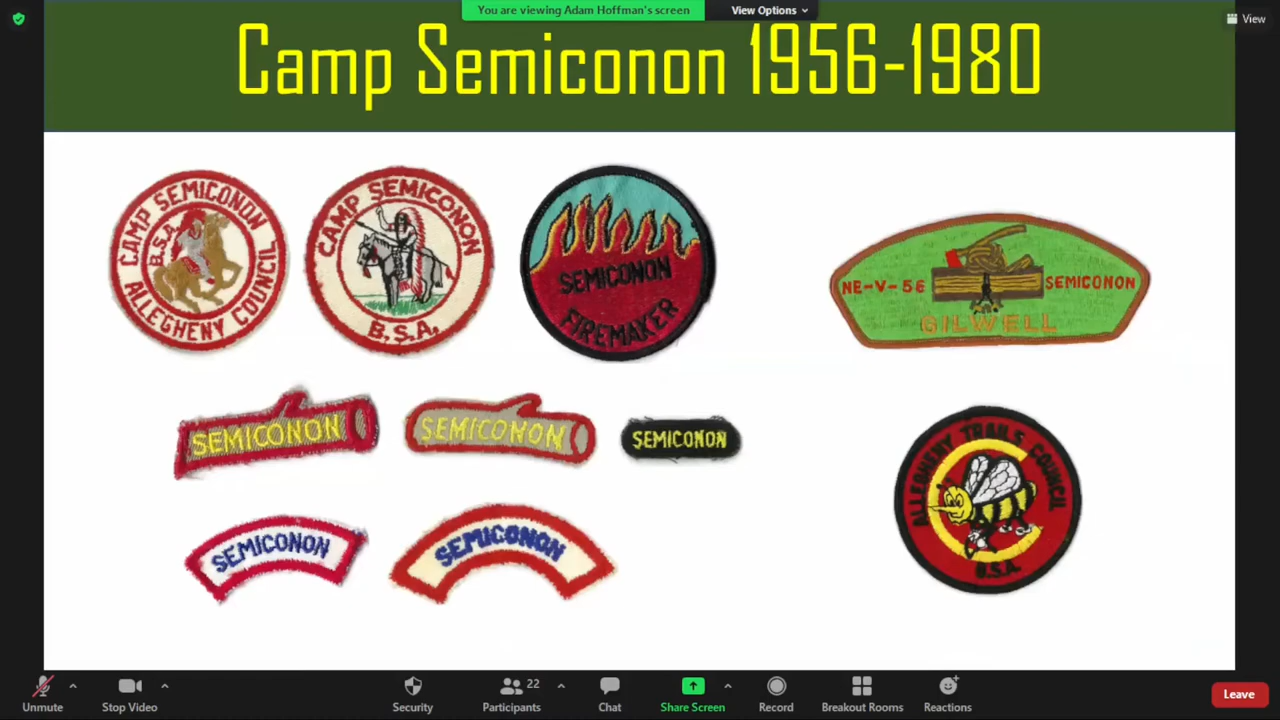 You are viewing Adam Hoffman's screen
View Options
View
Camp Semiconon 1956-1980
CAMP SEMICONON
B.S.A.
ALLEGHENY COUNCIL
CAMP SEMICONON
B.S.A.
SEMICONON
FIREMAKER
NE-V-56
SEMICONON
GILWELL
SEMICONON
SEMICONON
SEMICONON
ALLEGHENY TRAILS COUNCIL
B.S.A.
SEMICONON
SEMICONON
Unmute
Stop Video
Security
22
Participants
Chat
Share Screen
Record
Breakout Rooms
Reactions
Leave